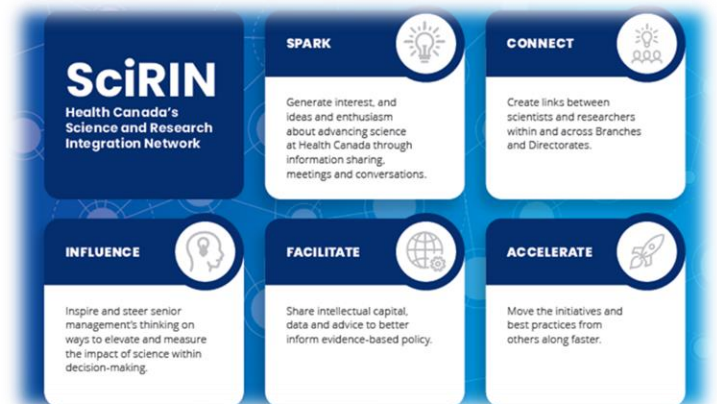 SciRIN
Health Canada's
Science and Research
Integration Network
SPARK
Generate interest, and
ideas and enthusiasm
about advancing science
at Health Canada through
information sharing,
meetings and conversations.
CONNECT
Create links between
scientists and researchers
within and across Branches
and Directorates.
INFLUENCE
Inspire and steer senior
management's thinking on
ways to elevate and measure
the impact of science within
decision-making.
FACILITATE
Share intellectual capital,
data and advice to better
inform evidence-based policy.
ACCELERATE
Move the initiatives and
best practices from
others along faster.